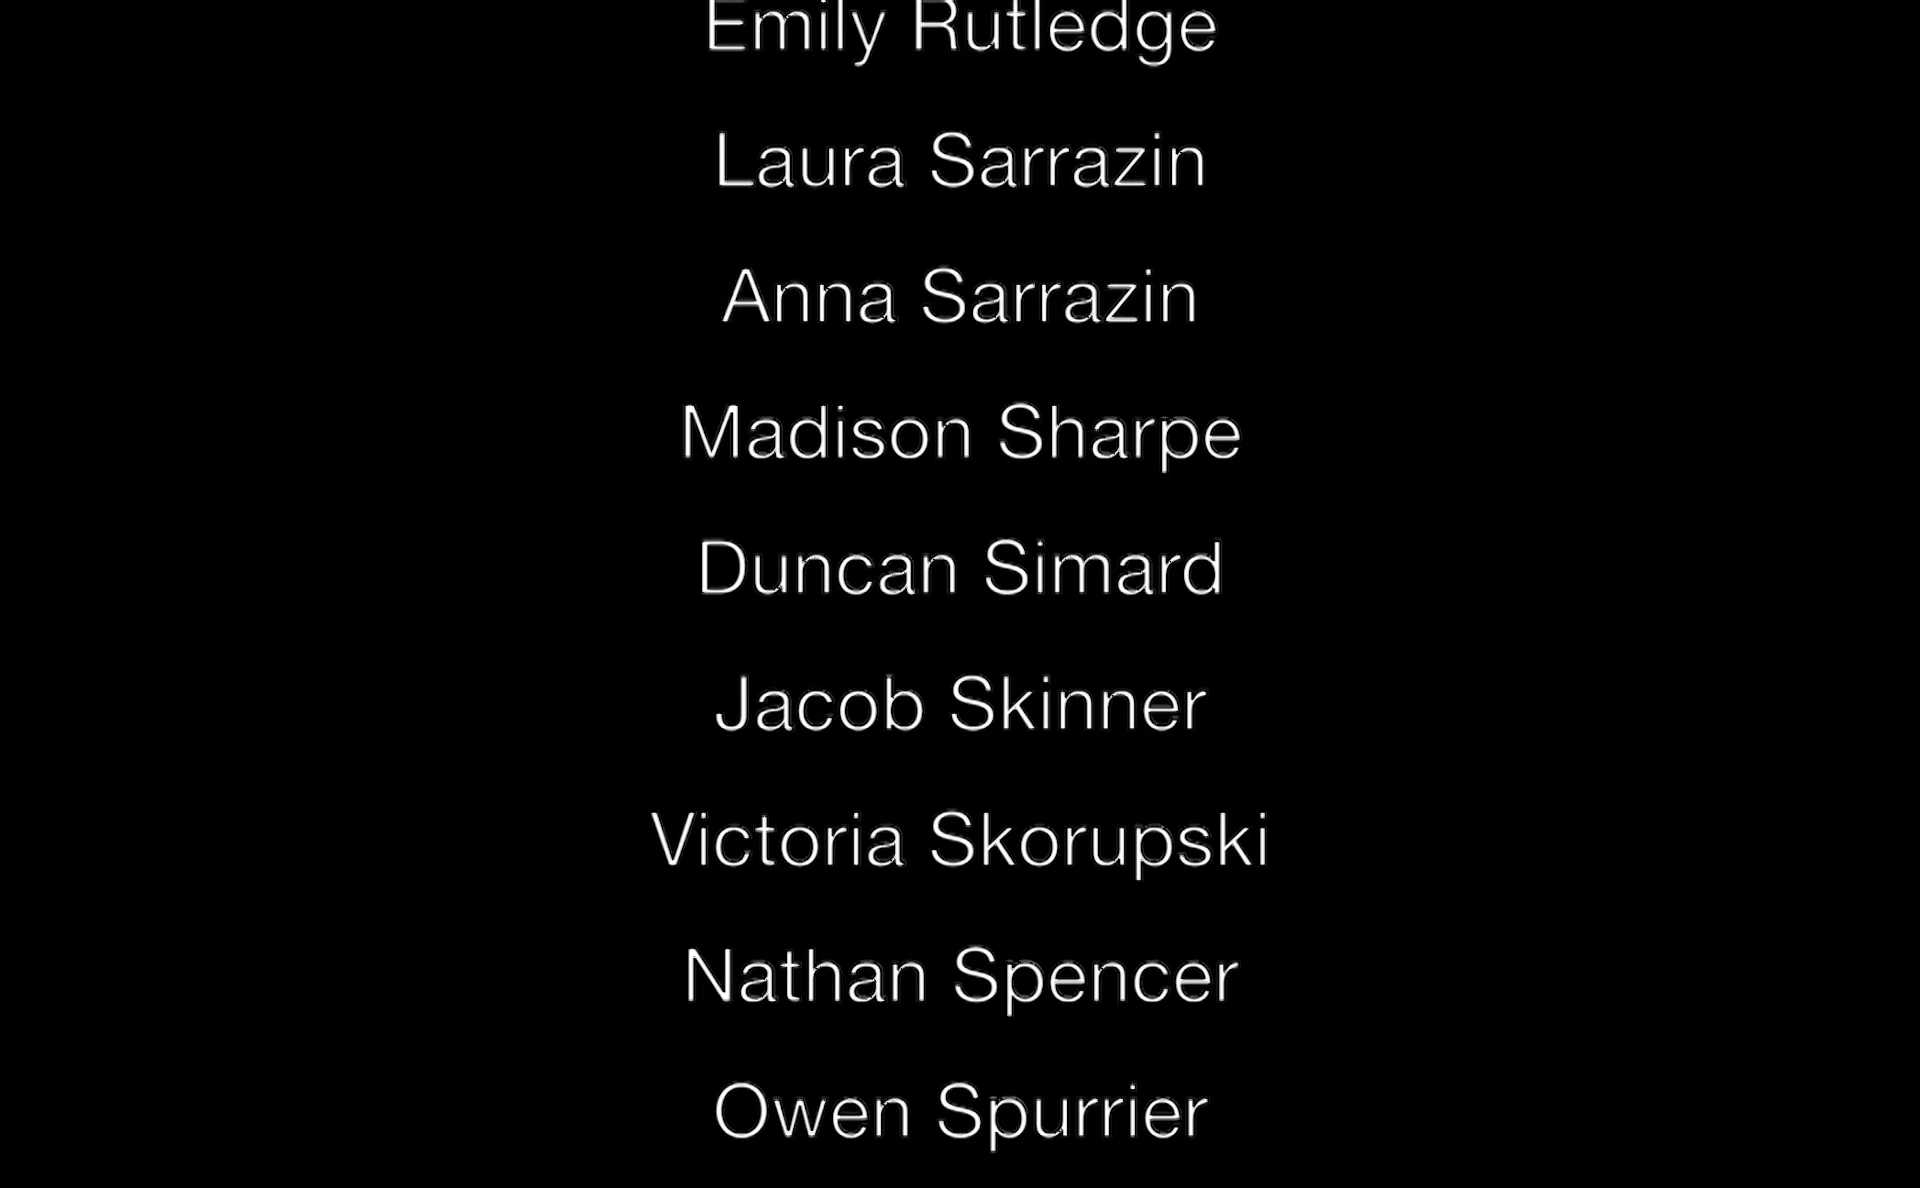 Emily Rutledge
Laura Sarrazin
Anna Sarrazin
Madison Sharpe
Duncan Simard
Jacob Skinner
Victoria Skorupski
Nathan Spencer
Owen Spurrier